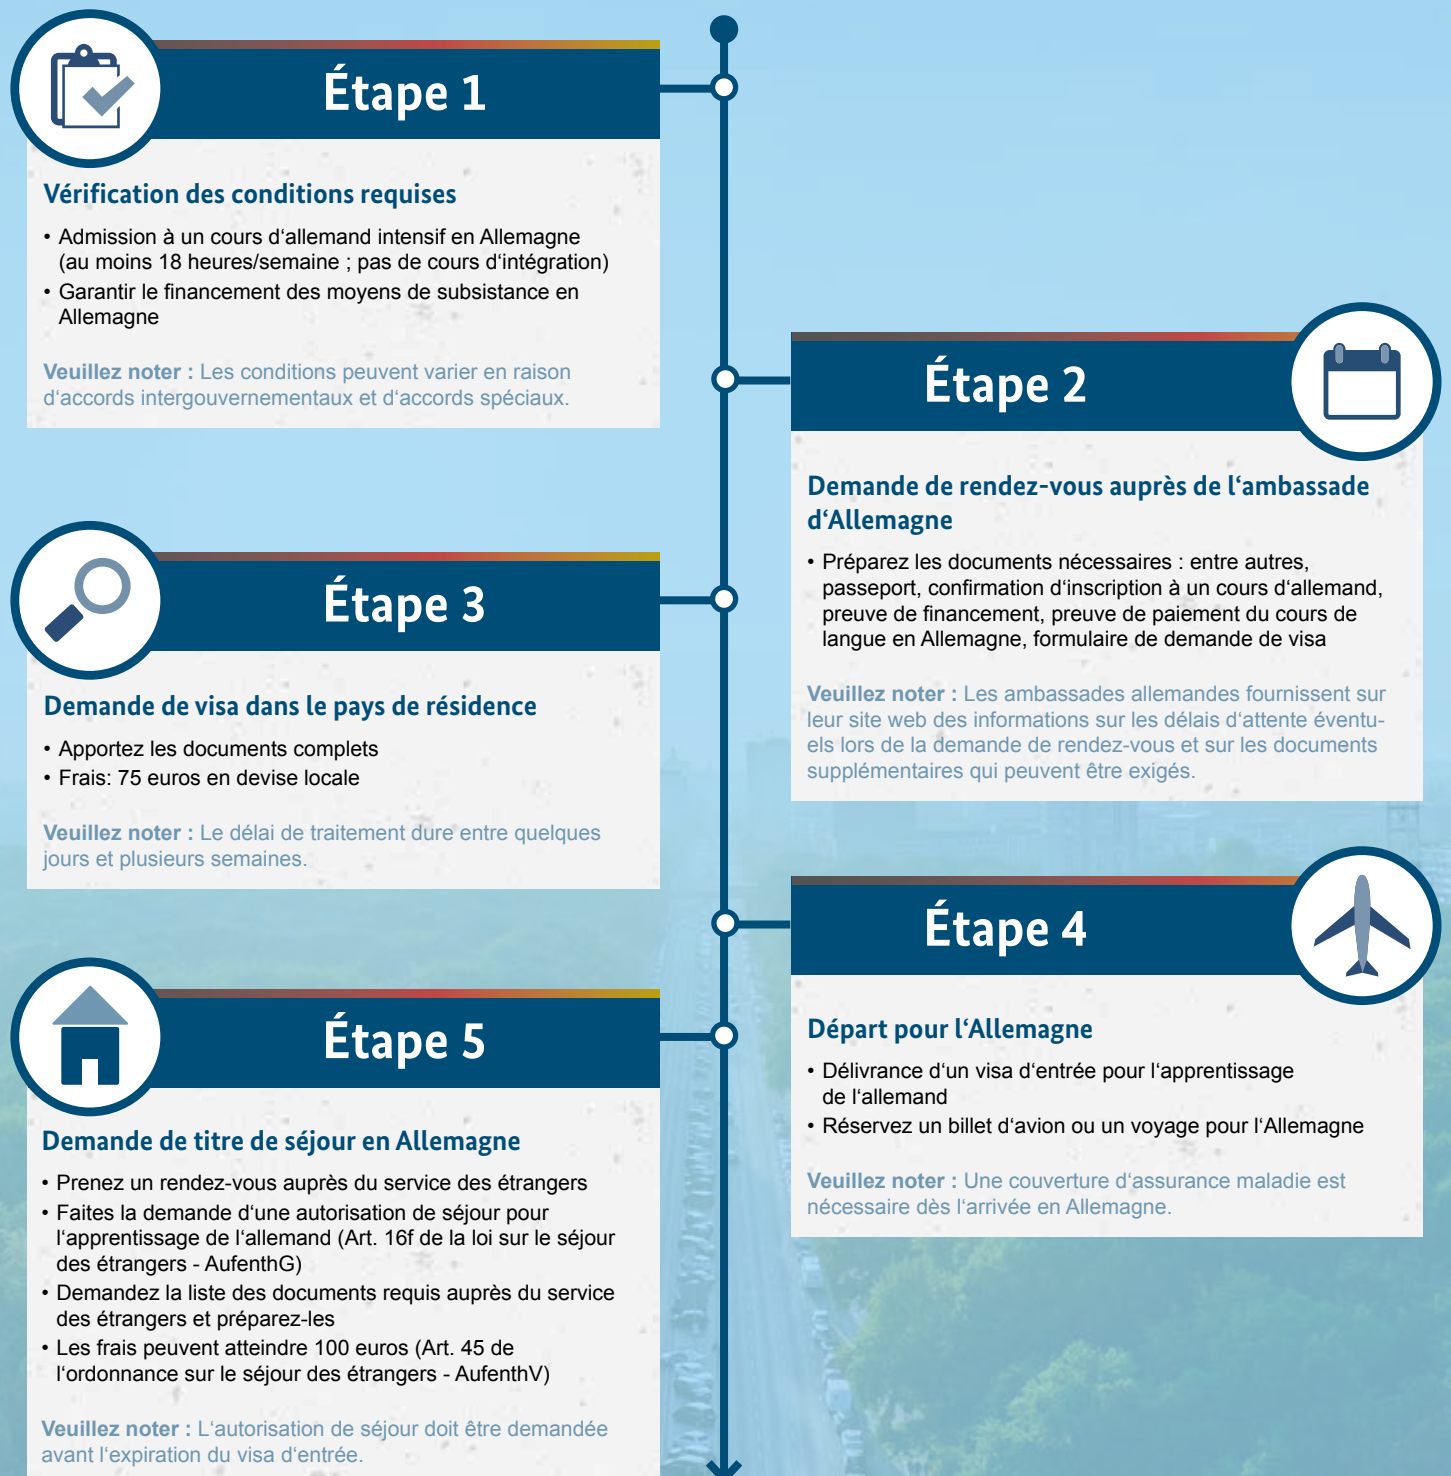 Étape 1
Vérification des conditions requises
• Admission à un cours d‘allemand intensif en Allemagne
(au moins 18 heures/semaine ; pas de cours d‘intégration)
• Garantir le financement des moyens de subsistance en
Allemagne
Veuillez noter : Les conditions peuvent varier en raison
d‘accords intergouvernementaux et d‘accords spéciaux.
Étape 2
Demande de rendez-vous auprès de l‘ambassade
d‘Allemagne
• Préparez les documents nécessaires : entre autres,
passeport, confirmation d‘inscription à un cours d‘allemand,
preuve de financement, preuve de paiement du cours de
langue en Allemagne, formulaire de demande de visa
Veuillez noter : Les ambassades allemandes fournissent sur
leur site web des informations sur les délais d‘attente éventu-
els lors de la demande de rendez-vous et sur les documents
supplémentaires qui peuvent être exigés.
Étape 3
Demande de visa dans le pays de résidence
• Apportez les documents complets
• Frais: 75 euros en devise locale
Veuillez noter : Le délai de traitement dure entre quelques
jours et plusieurs semaines.
Étape 4
Départ pour l‘Allemagne
• Délivrance d‘un visa d‘entrée pour l‘apprentissage
de l‘allemand
• Réservez un billet d‘avion ou un voyage pour l‘Allemagne
Veuillez noter : Une couverture d‘assurance maladie est
nécessaire dès l‘arrivée en Allemagne.
Étape 5
Demande de titre de séjour en Allemagne
• Prenez un rendez-vous auprès du service des étrangers
• Faites la demande d‘une autorisation de séjour pour
l‘apprentissage de l‘allemand (Art. 16f de la loi sur le séjour
des étrangers - AufenthG)
• Demandez la liste des documents requis auprès du service
des étrangers et préparez-les
• Les frais peuvent atteindre 100 euros (Art. 45 de
l‘ordonnance sur le séjour des étrangers - AufenthV)
Veuillez noter : L‘autorisation de séjour doit être demandée
avant l‘expiration du visa d‘entrée.